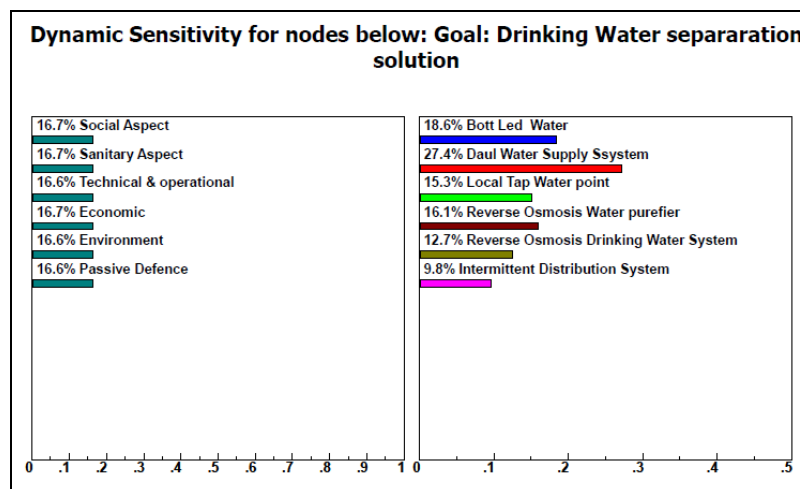 Dynamic Sensitivity for nodes below: Goal: Drinking Water separaration
solution
16.7% Social Aspect
16.7% Sanitary Aspect
16.6% Technical & operational
16.7% Economic
16.6% Environment
16.6% Passive Defence
0 .1 .2 .3 .4 .5 .6 .7 .8 .9 1
18.6% Bott Led Water
27.4% Daul Water Supply Ssystem
15.3% Local Tap Water point
16.1% Reverse Osmosis Water purefier
12.7% Reverse Osmosis Drinking Water System
9.8% Intermittent Distribution System
0 .1 .2 .3 .4 .5